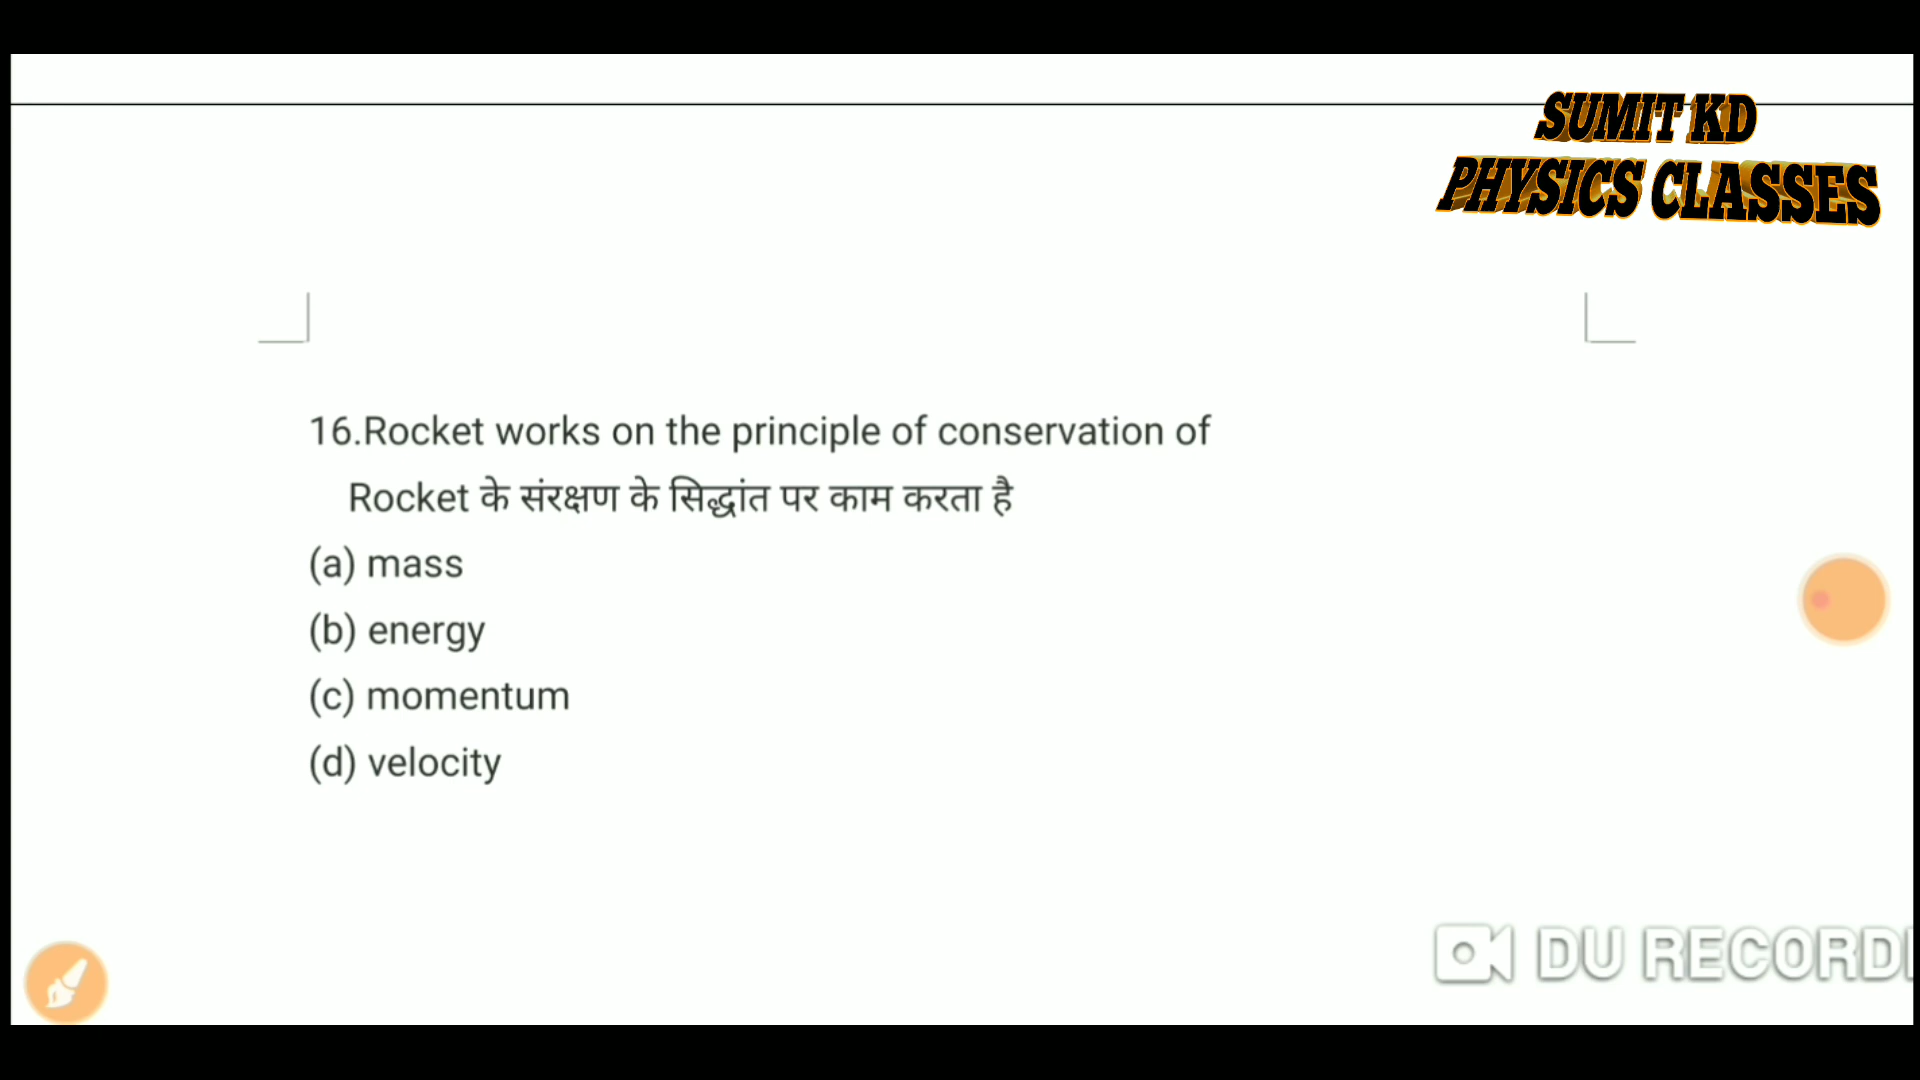 SUMIT KD
PHYSICS CLASSES
16.Rocket works on the principle of conservation of
Rocket के संरक्षण के सिद्धांत पर काम करता है
(a) mass
(b) energy
(c) momentum
(d) velocity
DU RECORD